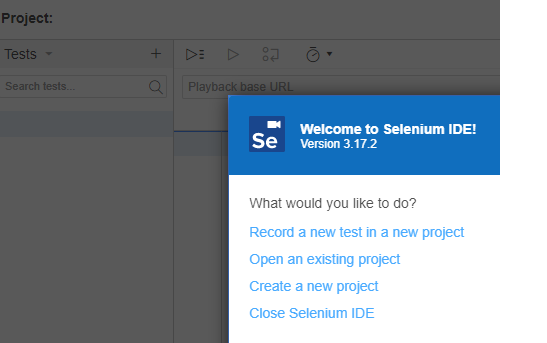 Project:
Tests
Search tests...
Playback base URL
Se
Welcome to Selenium IDE!
Version 3.17.2
What would you like to do?
Record a new test in a new project
Open an existing project
Create a new project
Close Selenium IDE